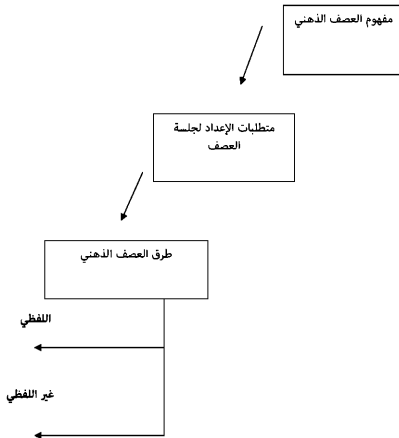 مفهوم العصف الذهني
متطلبات الإعداد لجلسة
العصف
طرق العصف الذهني
اللفظي
غير اللفظي